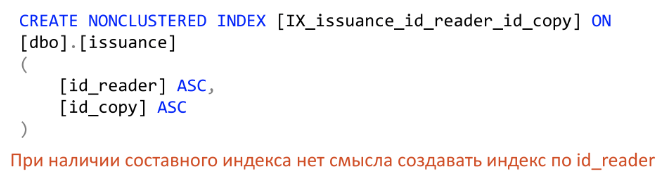 CREATE NONCLUSTERED INDEX [IX_issuance_id_reader_id_copy] ON
[dbo].[issuance]
(
    [id_reader] ASC,
    [id_copy] ASC
)
При наличии составного индекса нет смысла создавать индекс по id_reader